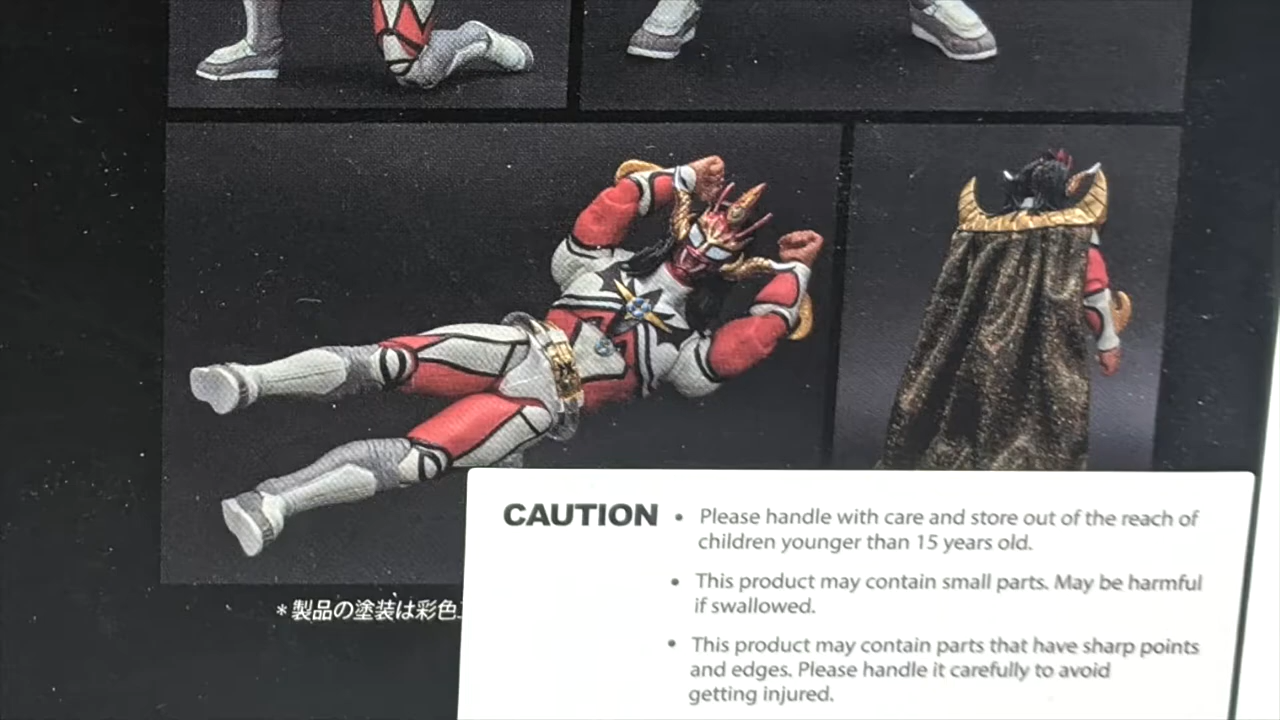 CAUTION
• Please handle with care and store out of the reach of
children younger than 15 years old.
• This product may contain small parts. May be harmful
if swallowed.
• This product may contain parts that have sharp points
and edges. Please handle it carefully to avoid
getting injured.
*製品の塗装は彩色